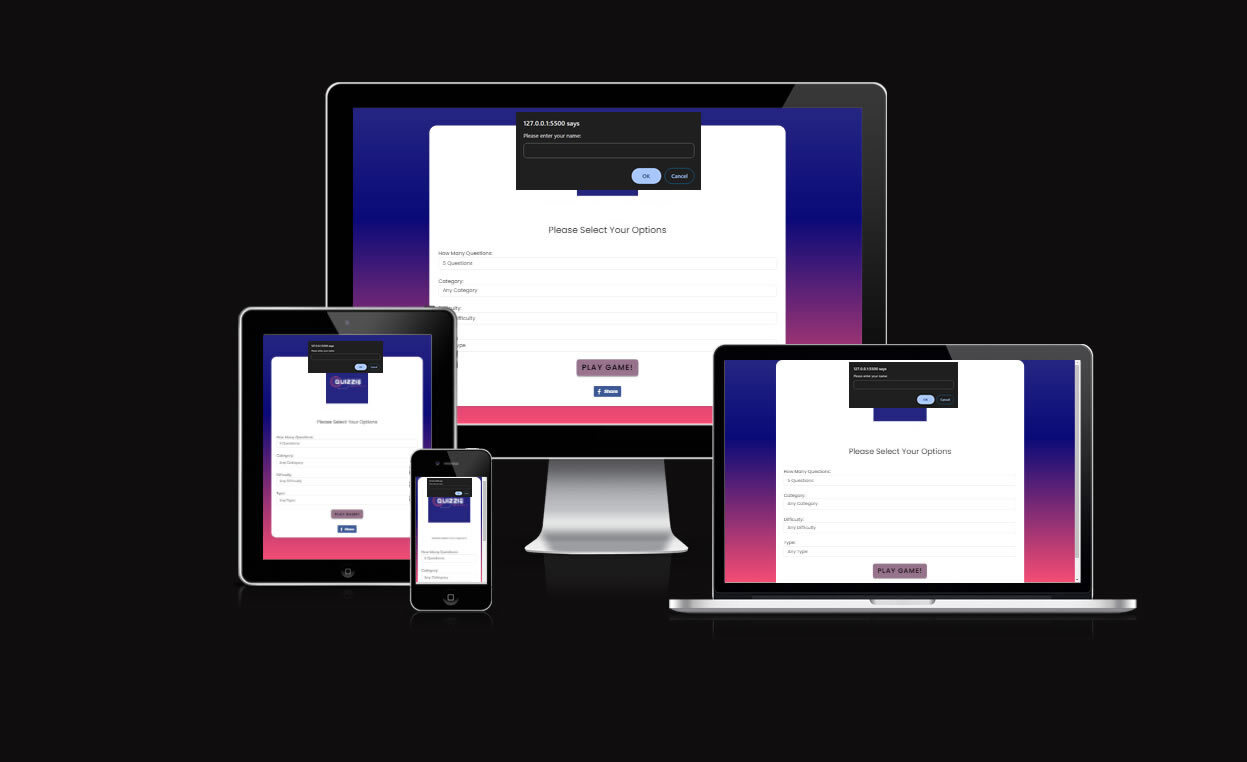 127.0.0.1:5500 says
Please enter your name:
OK
Cancel
Please Select Your Options
How Many Questions:
5 Questions
Category:
Any Category
ifficulty:
ifficulty
ype
PLAY GAME!
Share
127.0.0.1:5500 says
Please enter your name:
OK
Cancel
QUIZZIE
Please Select Your Options
How Many Questions:
5 Questions
Category:
Any Category
Difficulty:
Any Difficulty
Type:
Any Type
PLAY GAME!
Share
QUIZZIE
How Many Questions:
5 Questions
Category:
Any Category
127.0.0.1:5500 says
Please enter your name:
OK
Cancel
Please Select Your Options
How Many Questions:
5 Questions
Category:
Any Category
Difficulty:
Any Difficulty
Type:
Any Type
PLAY GAME!